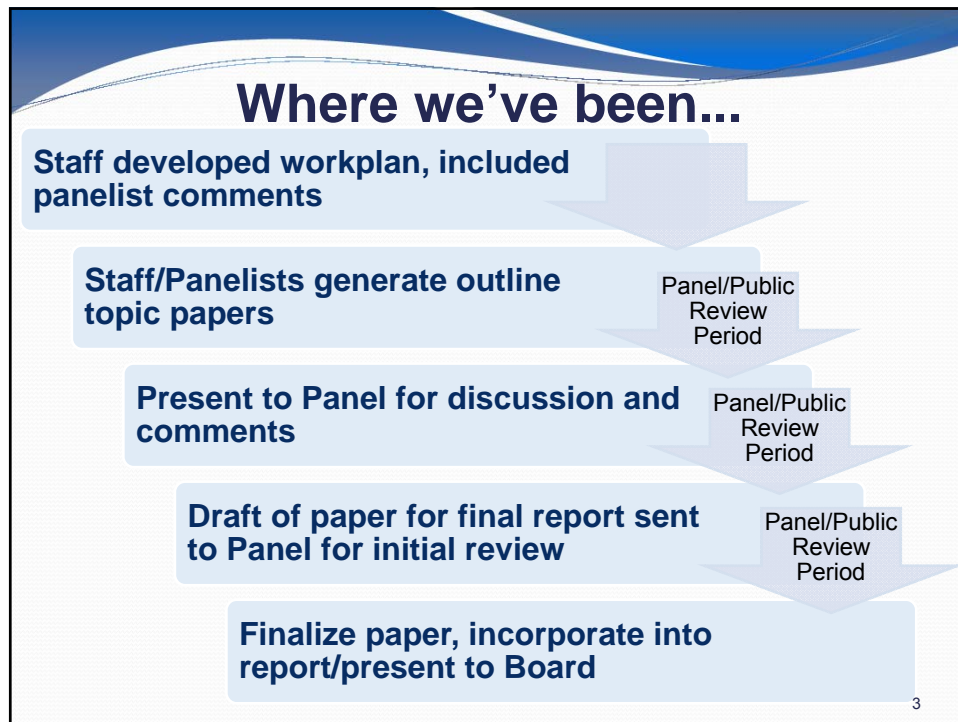 Where we've been...
Staff developed workplan, included
panelist comments
Staff/Panelists generate outline
topic papers
Panel/Public
Review
Period
Present to Panel for discussion and
comments
Panel/Public
Review
Period
Draft of paper for final report sent
to Panel for initial review
Panel/Public
Review
Period
Finalize paper, incorporate into
report/present to Board
3